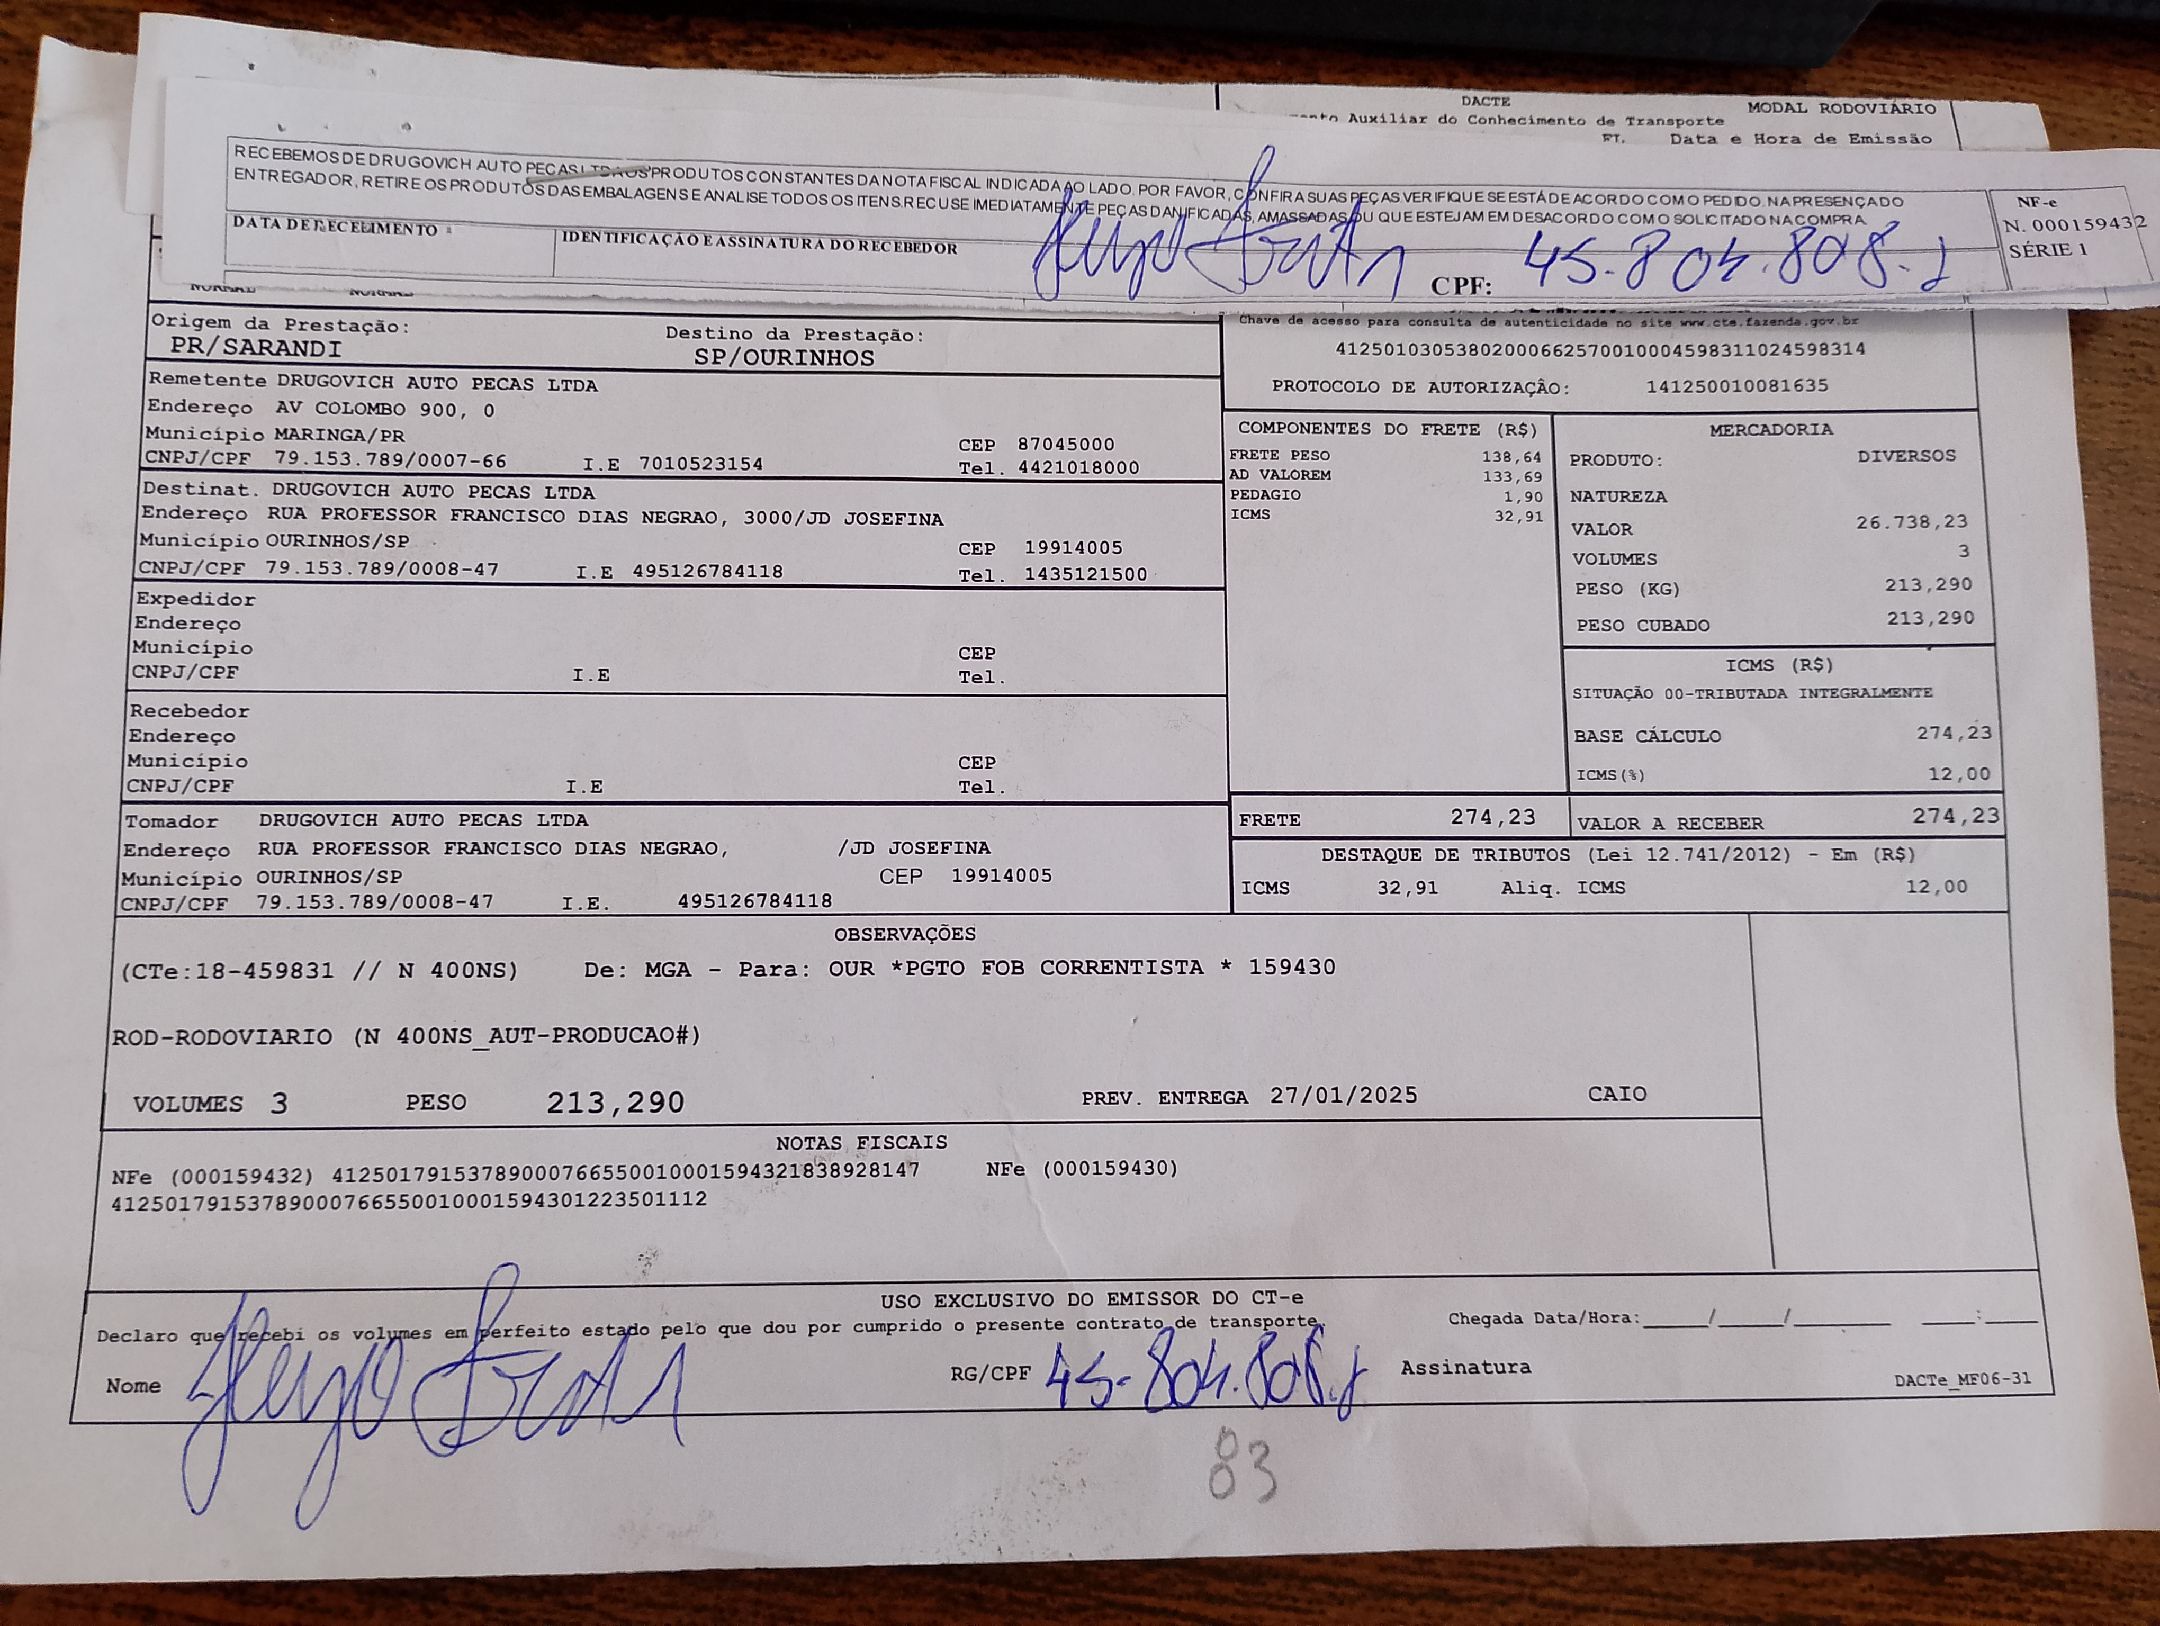 DACTE
MODAL RODOVIÁRIO
Auxiliar do Conhecimento de Transporte
Data e Hora de Emissão
RECEBEMOS DE DRUGOVICH AUTO PECAS LTDA OS PRODUTOS CONSTANTES DA NOTA FISCAL INDICADA AO LADO. POR FAVOR, CONFIRA SUAS PEÇAS VERIFIQUE SE ESTÁ DE ACORDO COM O PEDIDO. NA PRESENÇA DO
ENTREGADOR, RETIRE OS PRODUTOS DAS EMBALAGENS E ANALISE TODOS OS ITENS.RECUSE IMEDIATAMENTE PEÇAS DANIFICADAS, AMASSADAS OU QUE ESTEJAM EM DESACORDO COM O SOLICITADO NA COMPRA.
DATA DE RECEBIMENTO
IDENTIFICAÇÃO E ASSINATURA DO RECEBEDOR
CPF: 45.804.808.
NF-e
N. 000159432
SÉRIE 1
Origem da Prestação:
PR/SARANDI
Destino da Prestação:
SP/OURINHOS
Chave de acesso para consulta de autenticidade no site www.cte.fazenda.gov.br
41250103053802000662570010004598311024598314
PROTOCOLO DE AUTORIZAÇÃO: 141250010081635
Remetente DRUGOVICH AUTO PECAS LTDA
Endereço AV COLOMBO 900, 0
Município MARINGA/PR CEP 87045000
CNPJ/CPF 79.153.789/0007-66 I.E 7010523154 Tel. 4421018000
Destinat. DRUGOVICH AUTO PECAS LTDA
Endereço RUA PROFESSOR FRANCISCO DIAS NEGRAO, 3000/JD JOSEFINA
Município OURINHOS/SP CEP 19914005
CNPJ/CPF 79.153.789/0008-47 I.E 495126784118 Tel. 1435121500
Expedidor
Endereço
Município CEP
CNPJ/CPF I.E Tel.
Recebedor
Endereço
Município CEP
CNPJ/CPF I.E Tel.
Tomador DRUGOVICH AUTO PECAS LTDA
Endereço RUA PROFESSOR FRANCISCO DIAS NEGRAO, /JD JOSEFINA
Município OURINHOS/SP CEP 19914005
CNPJ/CPF 79.153.789/0008-47 I.E. 495126784118
COMPONENTES DO FRETE (R$)
FRETE PESO 138,64
AD VALOREM 133,69
PEDAGIO 1,90
ICMS 32,91
MERCADORIA
PRODUTO: DIVERSOS
NATUREZA
VALOR 26.738,23
VOLUMES 3
PESO (KG) 213,290
PESO CUBADO 213,290
ICMS (R$)
SITUAÇÃO 00-TRIBUTADA INTEGRALMENTE
BASE CÁLCULO 274,23
ICMS(%) 12,00
FRETE 274,23
VALOR A RECEBER 274,23
DESTAQUE DE TRIBUTOS (Lei 12.741/2012) - Em (R$)
ICMS 32,91 Aliq. ICMS 12,00
OBSERVAÇÕES
(CTe:18-459831 // N 400NS) De: MGA - Para: OUR *PGTO FOB CORRENTISTA * 159430
ROD-RODOVIARIO (N 400NS_AUT-PRODUCAO#)
VOLUMES 3 PESO 213,290 PREV. ENTREGA 27/01/2025 CAIO
NOTAS FISCAIS
NFe (000159432) 41250179153789000766550010001594321838928147 NFe (000159430)
41250179153789000766550010001594301223501112
USO EXCLUSIVO DO EMISSOR DO CT-e
Declaro que recebi os volumes em perfeito estado pelo que dou por cumprido o presente contrato de transporte.
Chegada Data/Hora:____/____/______ ___:___
Nome
RG/CPF 45-804.808.
Assinatura
DACTe_MF06-31
83